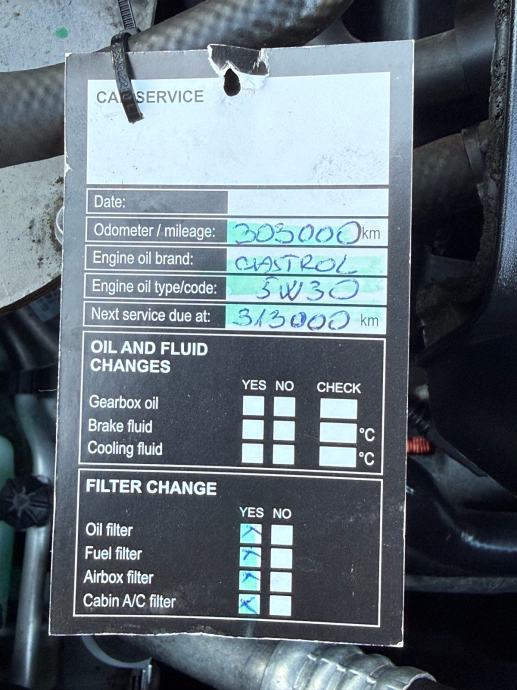 CAR SERVICE
Date:
Odometer / mileage: 303000 km
Engine oil brand: CASTROL
Engine oil type/code: 5W30
Next service due at: 313000 km
OIL AND FLUID
CHANGES
YES NO CHECK
Gearbox oil
Brake fluid °C
Cooling fluid °C
FILTER CHANGE
YES NO
Oil filter X
Fuel filter X
Airbox filter X
Cabin A/C filter X